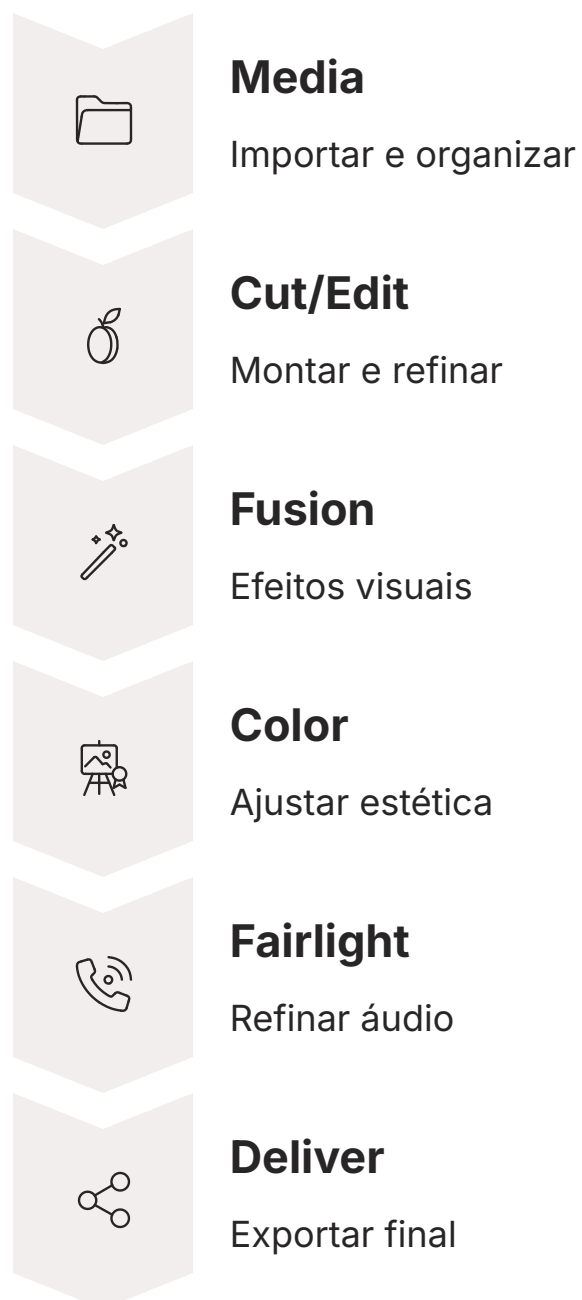 Media
Importar e organizar
Cut/Edit
Montar e refinar
Fusion
Efeitos visuais
Color
Ajustar estética
Fairlight
Refinar áudio
Deliver
Exportar final